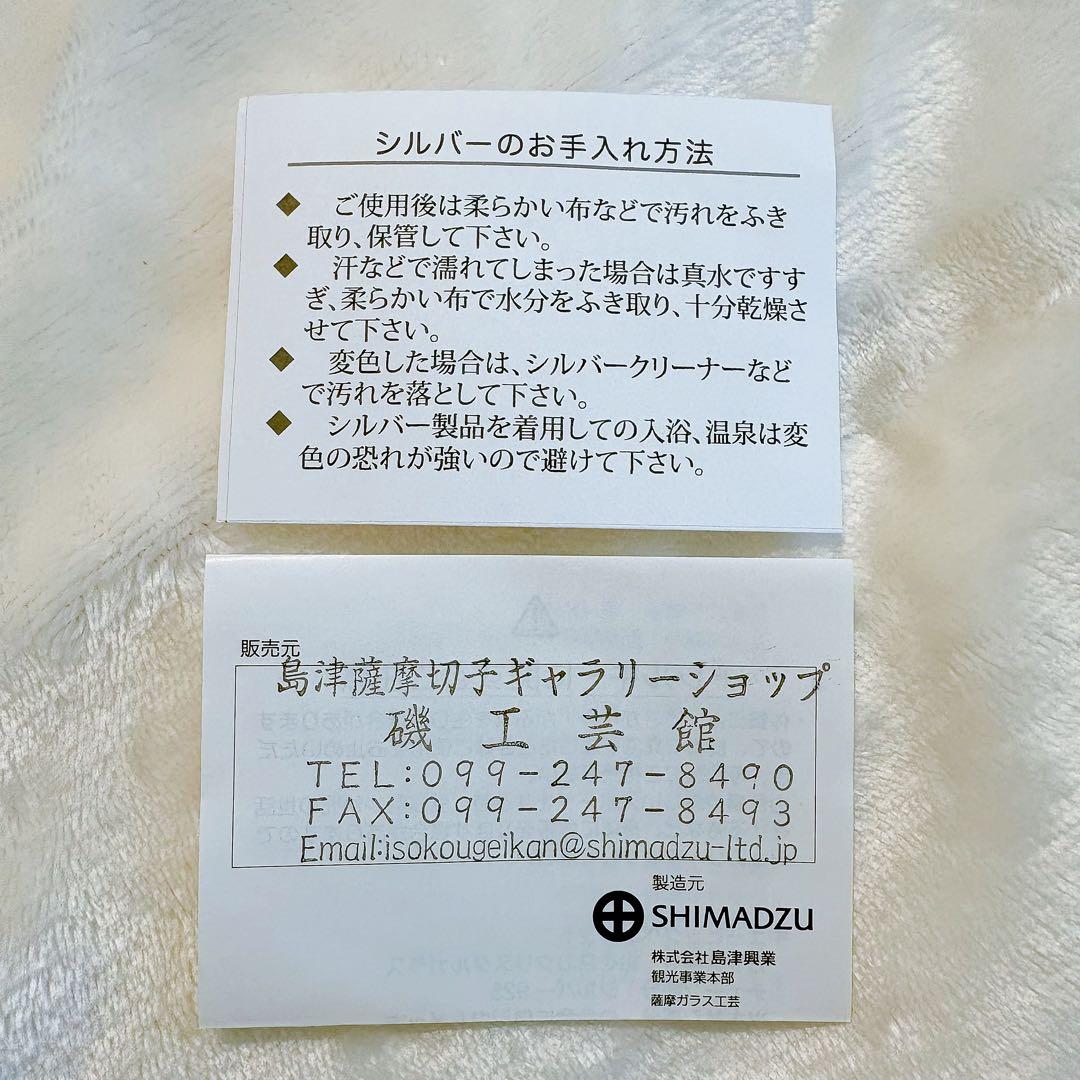 シルバーのお手入れ方法
◆ ご使用後は柔らかい布などで汚れをふき
取り、保管して下さい。
◆ 汗などで濡れてしまった場合は真水ですす
ぎ、柔らかい布で水分をふき取り、十分乾燥さ
せて下さい。
◆ 変色した場合は、シルバークリーナーなど
で汚れを落として下さい。
◆ シルバー製品を着用しての入浴、温泉は変
色の恐れが強いので避けて下さい。
販売元
島津薩摩切子ギャラリーショップ
磯工芸館
TEL:099-247-8490
FAX:099-247-8493
Email:isokougeikan@shimadzu-ltd.jp
製造元
SHIMADZU
株式会社島津興業
観光事業本部
薩摩ガラス工芸